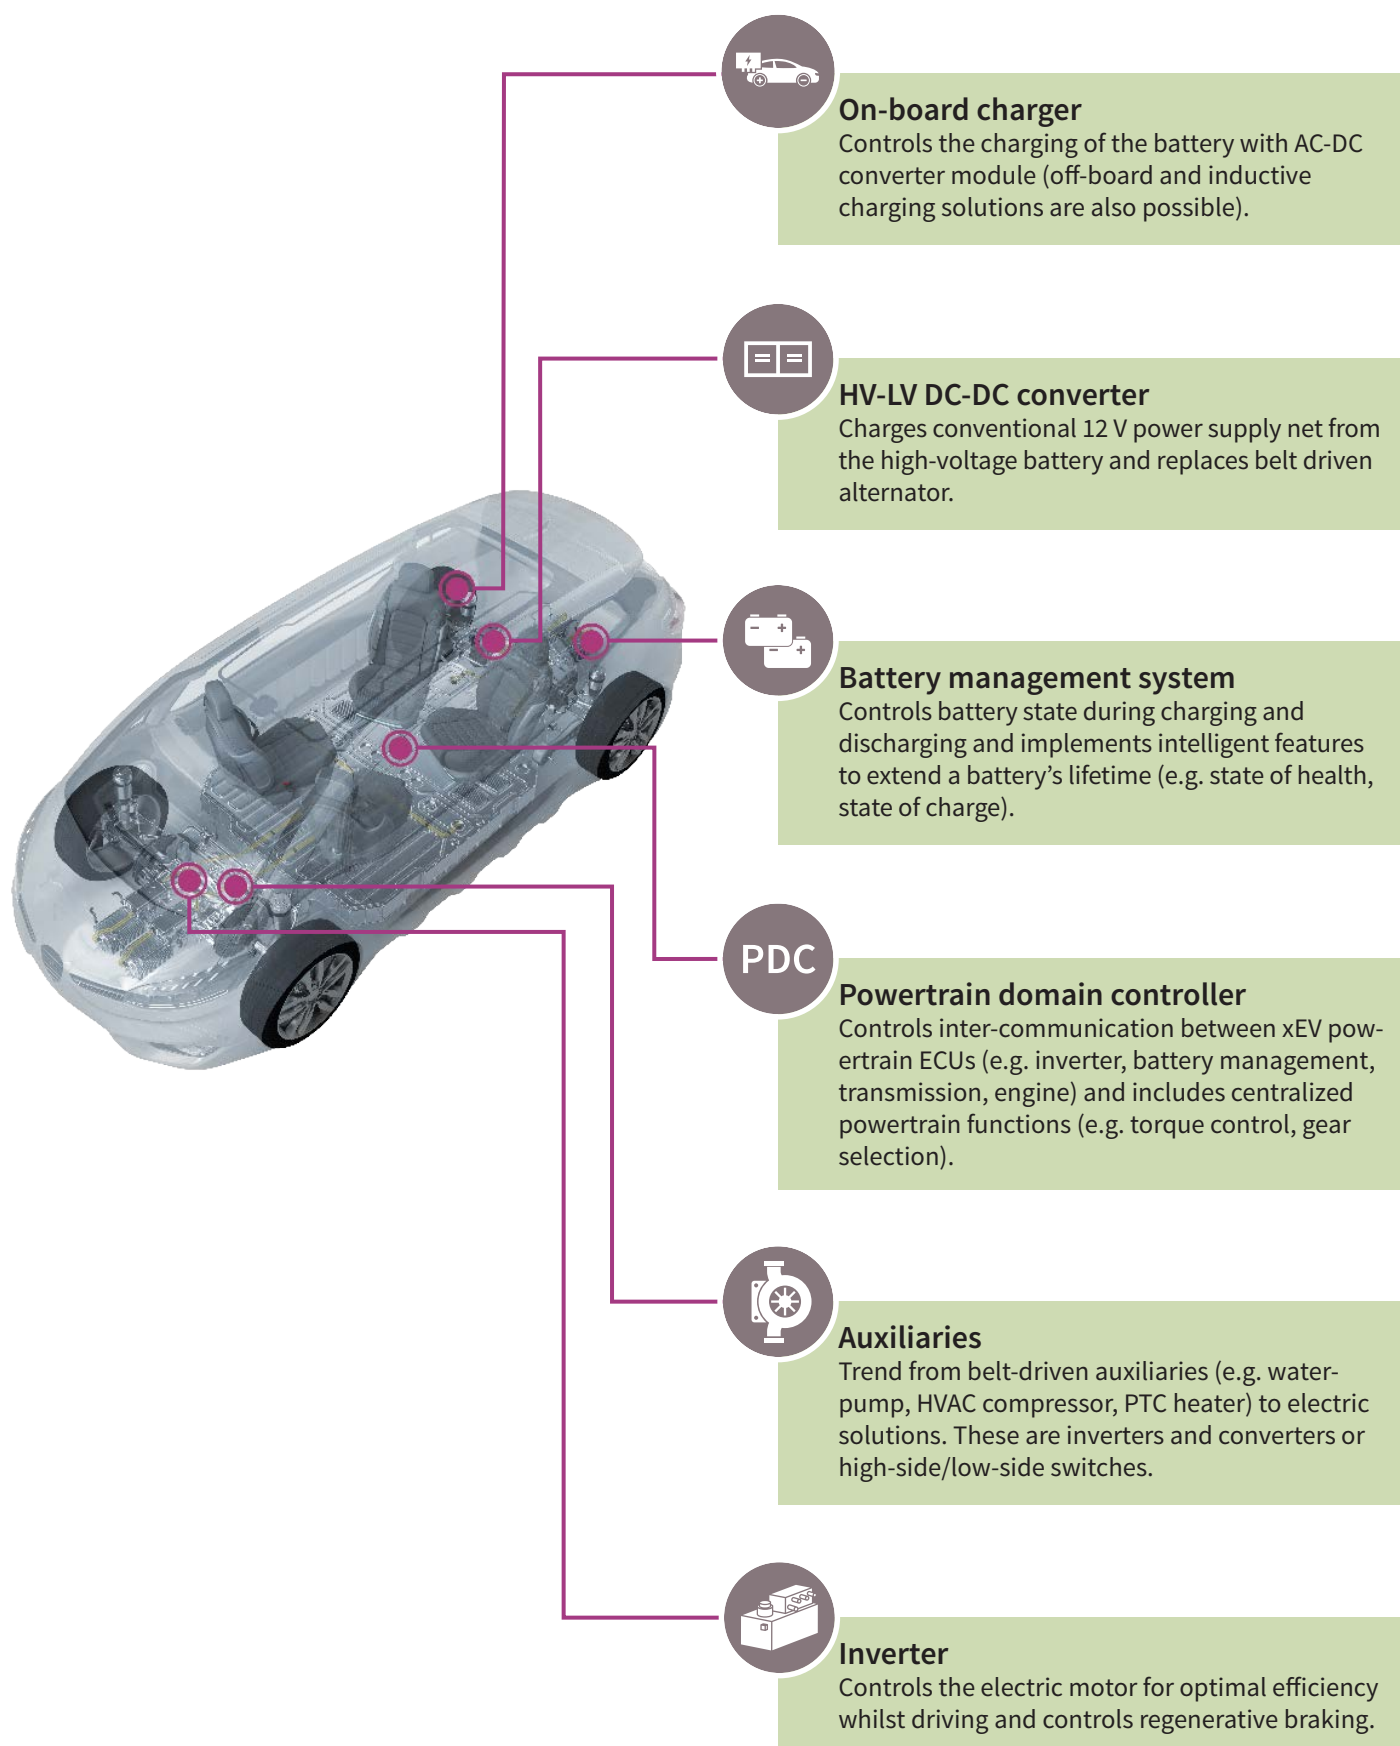 On-board charger
Controls the charging of the battery with AC-DC
converter module (off-board and inductive
charging solutions are also possible).
HV-LV DC-DC converter
Charges conventional 12 V power supply net from
the high-voltage battery and replaces belt driven
alternator.
Battery management system
Controls battery state during charging and
discharging and implements intelligent features
to extend a battery’s lifetime (e.g. state of health,
state of charge).
PDC
Powertrain domain controller
Controls inter-communication between xEV pow-
ertrain ECUs (e.g. inverter, battery management,
transmission, engine) and includes centralized
powertrain functions (e.g. torque control, gear
selection).
Auxiliaries
Trend from belt-driven auxiliaries (e.g. water-
pump, HVAC compressor, PTC heater) to electric
solutions. These are inverters and converters or
high-side/low-side switches.
Inverter
Controls the electric motor for optimal efficiency
whilst driving and controls regenerative braking.